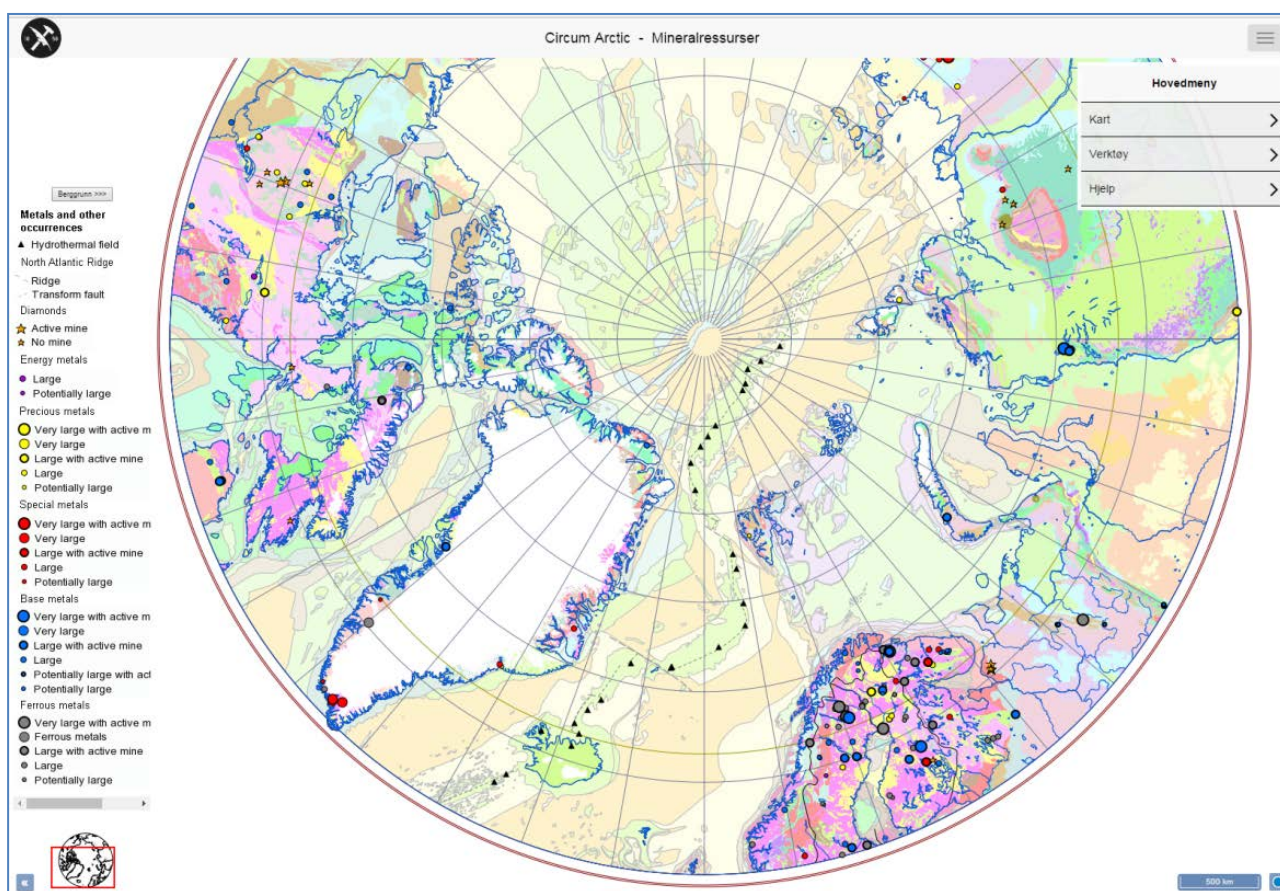 Circum Arctic - Mineralressurser
Hovedmeny
Kart
Verktøy
Hjelp
Berggrunn >>>
Metals and other
occurrences
Hydrothermal field
North Atlantic Ridge
Ridge
Transform fault
Diamonds
Active mine
No mine
Energy metals
Large
Potentially large
Precious metals
Very large with active m
Very large
Large with active mine
Large
Potentially large
Special metals
Very large with active m
Very large
Large with active mine
Large
Potentially large
Base metals
Very large with active m
Very large
Large with active mine
Large
Potentially large with act
Potentially large
Ferrous metals
Very large with active m
Ferrous metals
Large with active mine
Large
Potentially large
500 km